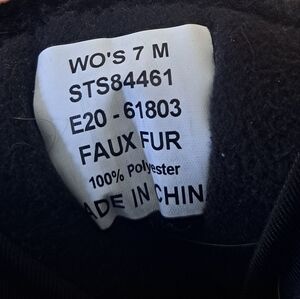 WO'S 7 M
STS84461
E20 - 61803
FAUX FUR
100% Polyester
ADE IN CHIN